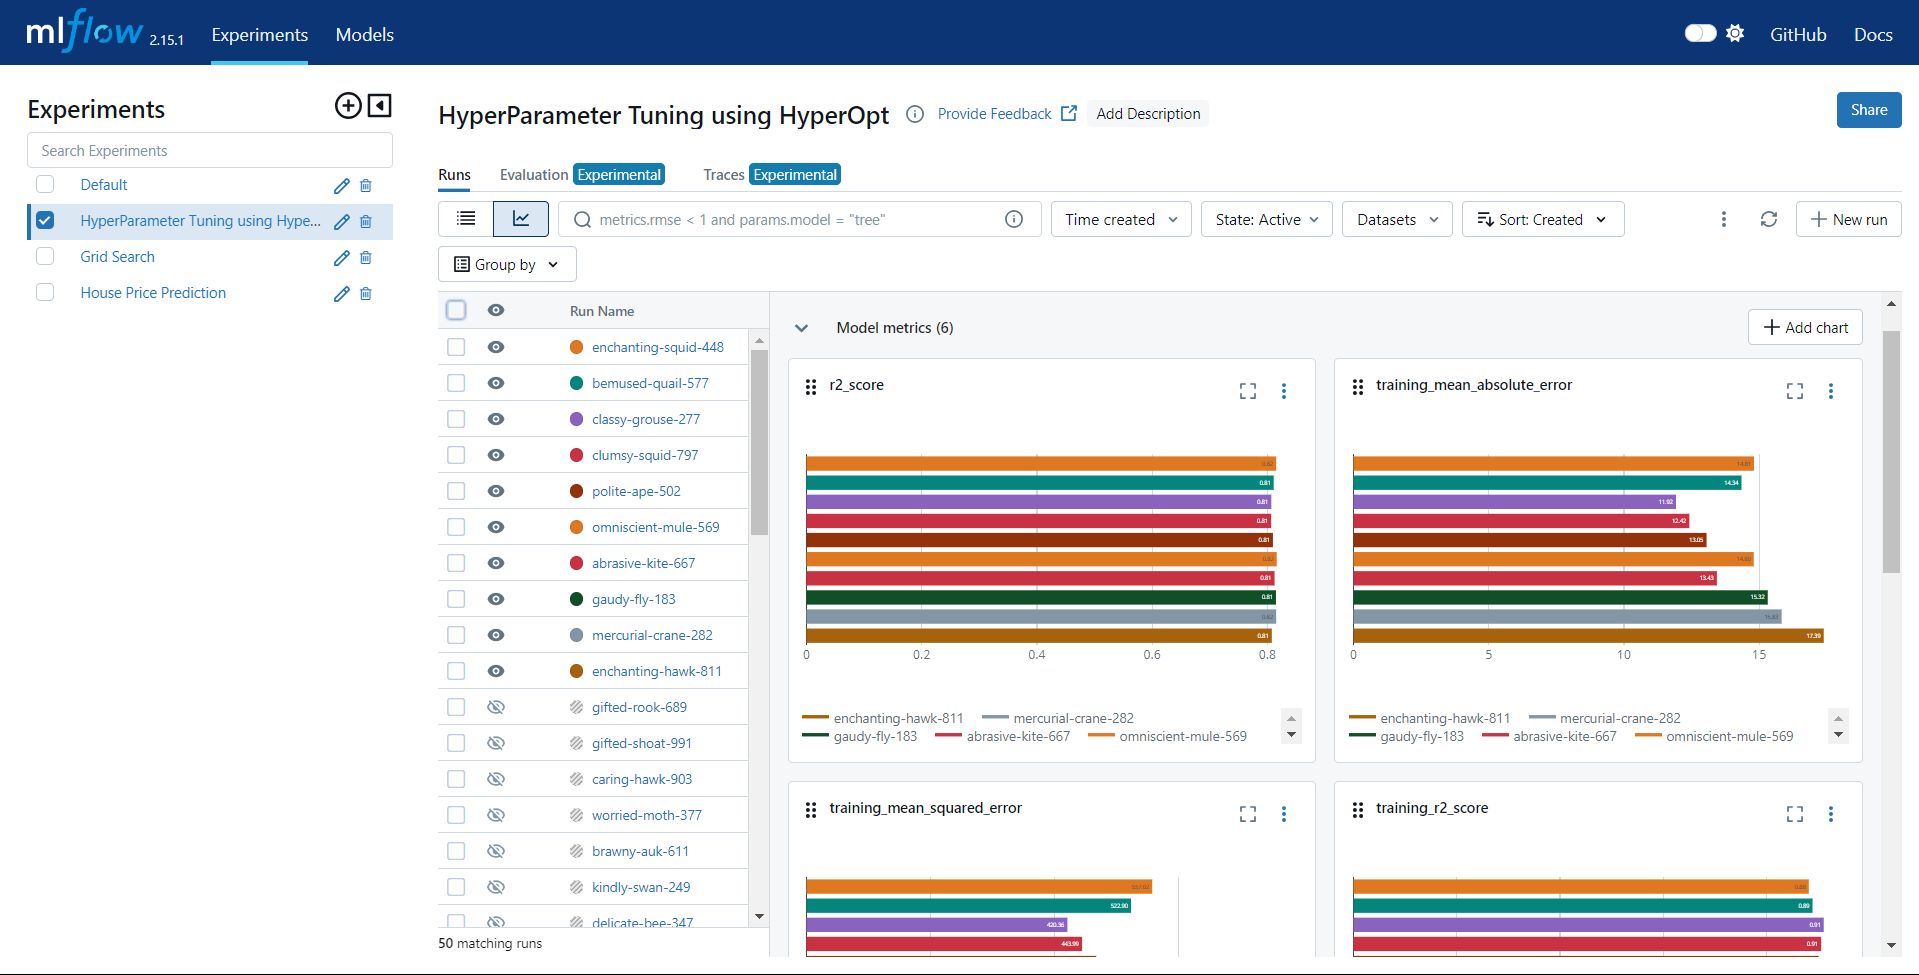 mlflow 2.15.1 Experiments Models GitHub Docs
Experiments
Search Experiments
Default
HyperParameter Tuning using Hype...
Grid Search
House Price Prediction
HyperParameter Tuning using HyperOpt Provide Feedback Add Description Share
Runs Evaluation Experimental Traces Experimental
metrics.rmse < 1 and params.model = "tree" Time created State: Active Datasets Sort: Created New run
Group by
Run Name
enchanting-squid-448
bemused-quail-577
classy-grouse-277
clumsy-squid-797
polite-ape-502
omniscient-mule-569
abrasive-kite-667
gaudy-fly-183
mercurial-crane-282
enchanting-hawk-811
gifted-rook-689
gifted-shoat-991
caring-hawk-903
worried-moth-377
brawny-auk-611
kindly-swan-249
delicate-bee-347
50 matching runs
Model metrics (6) Add chart
r2_score
0.82
0.81
0.81
0.81
0.81
0.82
0.81
0.81
0.82
0.81
0 0.2 0.4 0.6 0.8
enchanting-hawk-811 mercurial-crane-282
gaudy-fly-183 abrasive-kite-667 omniscient-mule-569
training_mean_absolute_error
14.34
11.92
12.42
13.05
13.43
15.32
17.39
0 5 10 15
enchanting-hawk-811 mercurial-crane-282
gaudy-fly-183 abrasive-kite-667 omniscient-mule-569
training_mean_squared_error
522.90
420.36
443.99
training_r2_score
0.88
0.89
0.91
0.91